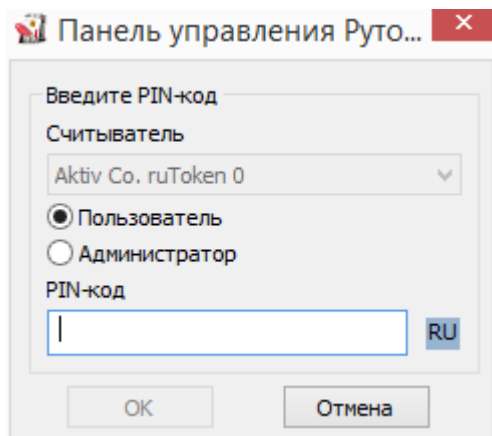 Панель управления Руто...
Введите PIN-код
Считыватель
Aktiv Co. ruToken 0
Пользователь
Администратор
PIN-код
RU
OK
Отмена